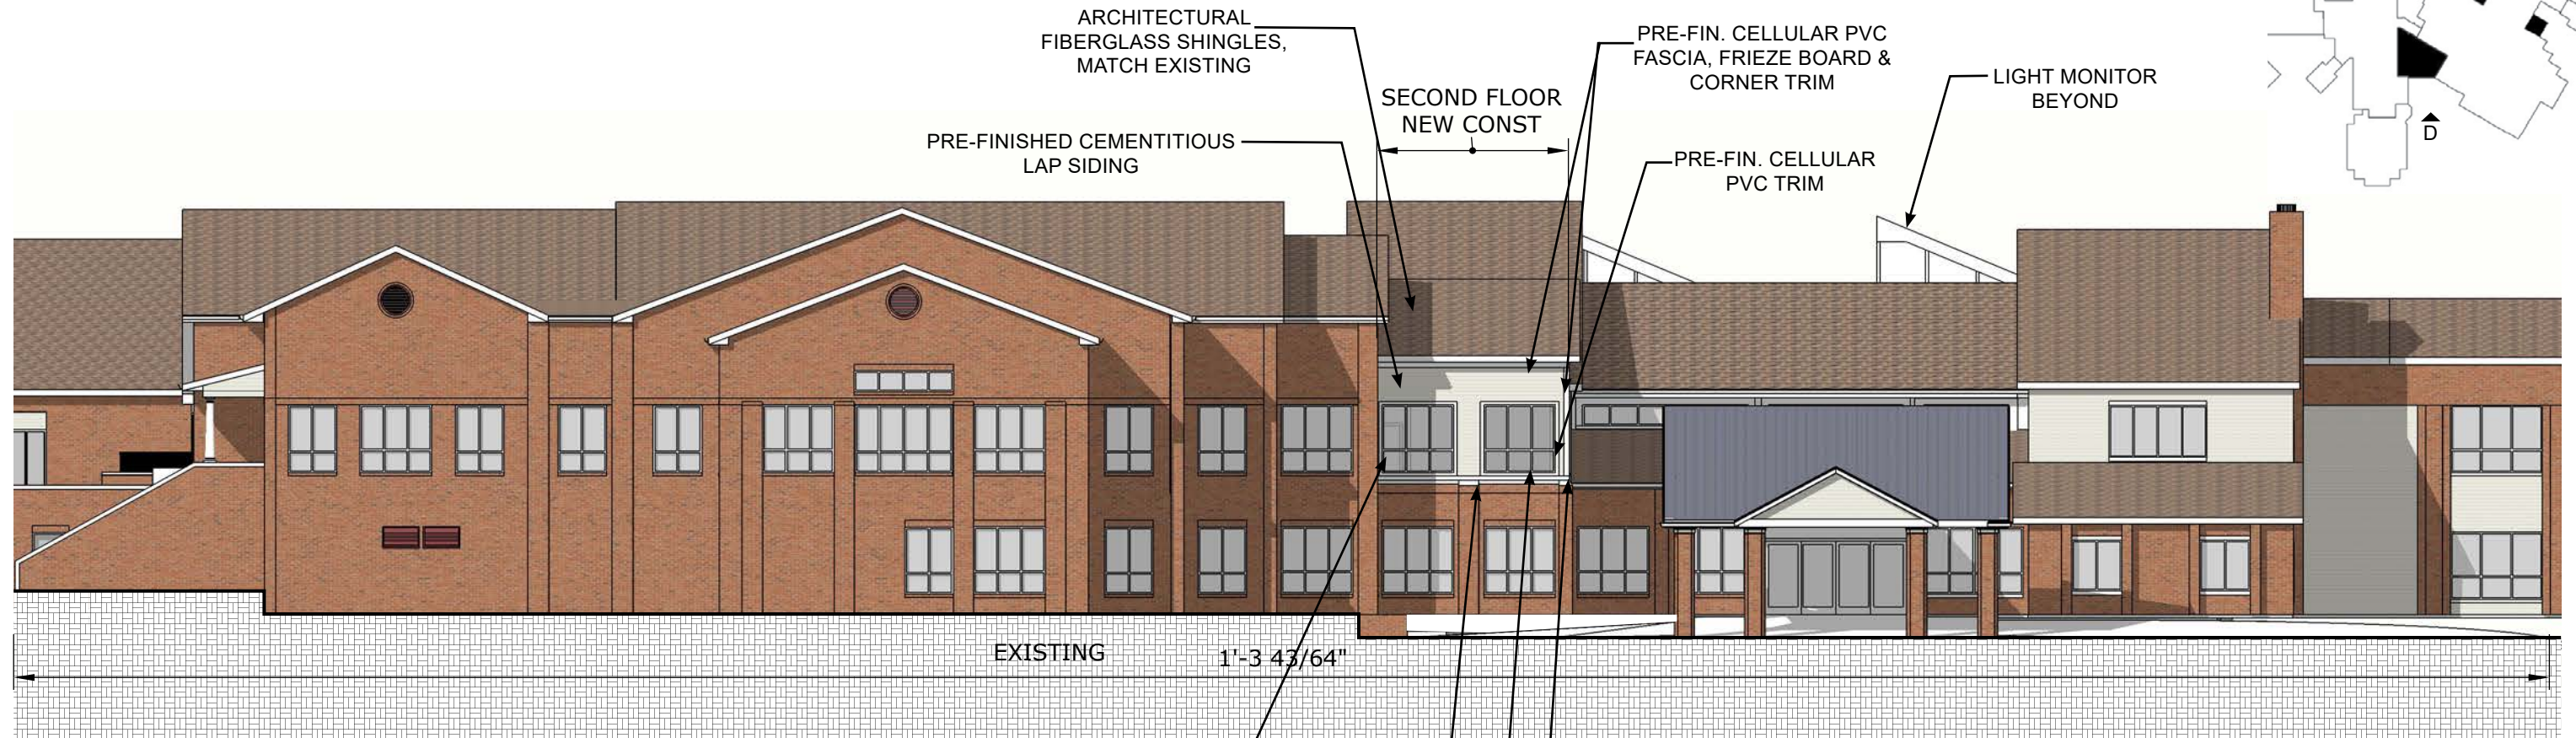 ARCHITECTURAL
FIBERGLASS SHINGLES,
MATCH EXISTING
PRE-FIN. CELLULAR PVC
FASCIA, FRIEZE BOARD &
CORNER TRIM
LIGHT MONITOR
BEYOND
SECOND FLOOR
NEW CONST
D
PRE-FINISHED CEMENTITIOUS
LAP SIDING
PRE-FIN. CELLULAR
PVC TRIM
EXISTING
1'-3 43/64"